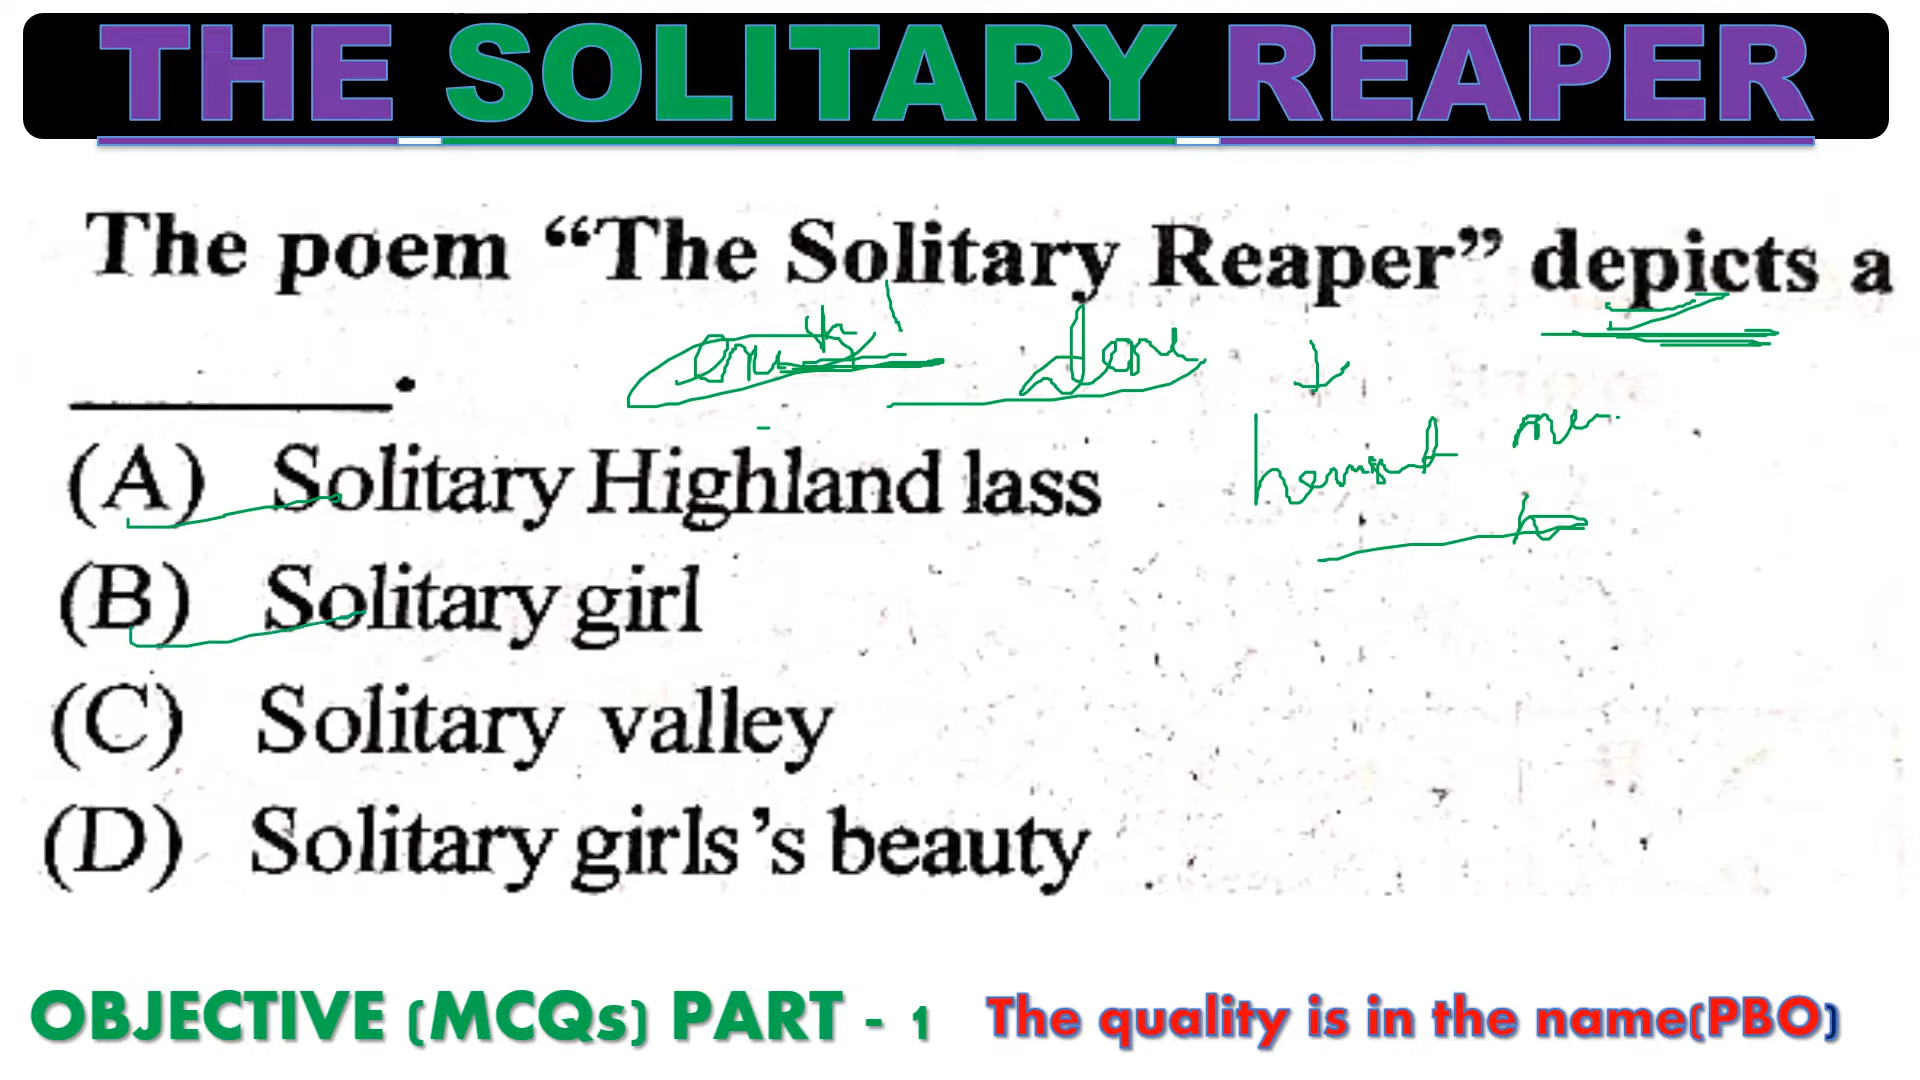 THE SOLITARY REAPER
The poem “The Solitary Reaper” depicts a
__________.
(A) Solitary Highland lass
(B) Solitary girl
(C) Solitary valley
(D) Solitary girls’s beauty
OBJECTIVE (MCQs) PART - 1 The quality is in the name(PBO)